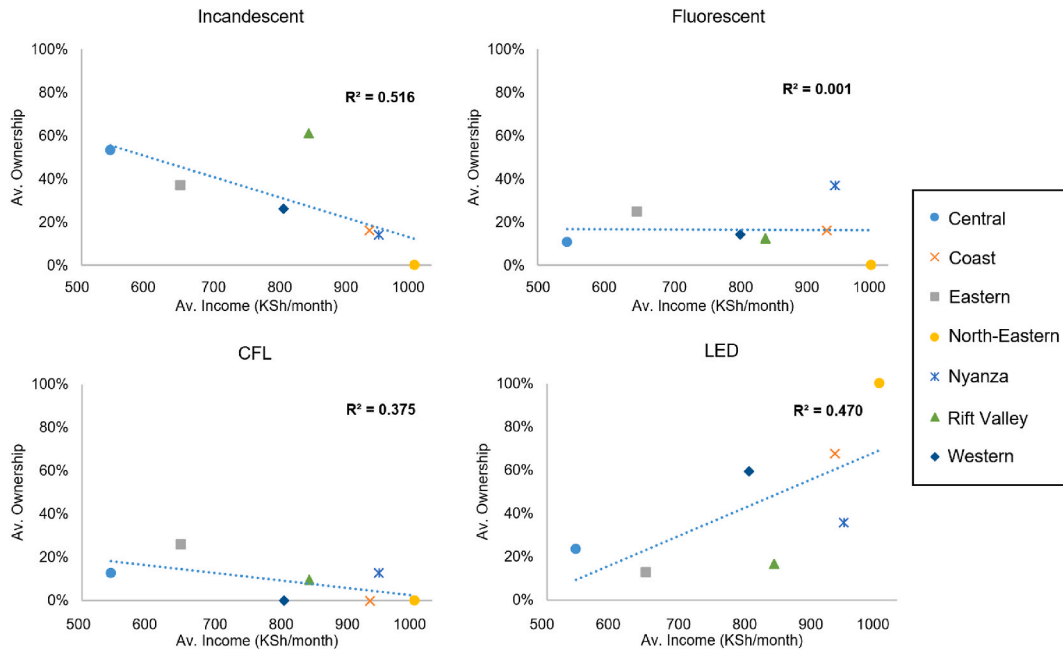 Incandescent
100%
80%
60%
40%
20%
0%
Av. Ownership
R² = 0.516
500 600 800 900 1000
Av. Income (KSh/month)
Fluorescent
100%
80%
60%
40%
20%
0%
Av. Ownership
R² = 0.001
500 600 800 900 1000
Av. Income (KSh/month)
CFL
100%
80%
60%
40%
20%
0%
Av. Ownership
R² = 0.375
500 600 800 900 1000
Av. Income (KSh/month)
LED
100%
80%
60%
40%
20%
0%
Av. Ownership
R² = 0.470
500 600 800 900 1000
Av. Income (KSh/month)
Central
Coast
Eastern
North-Eastern
Nyanza
Rift Valley
Western